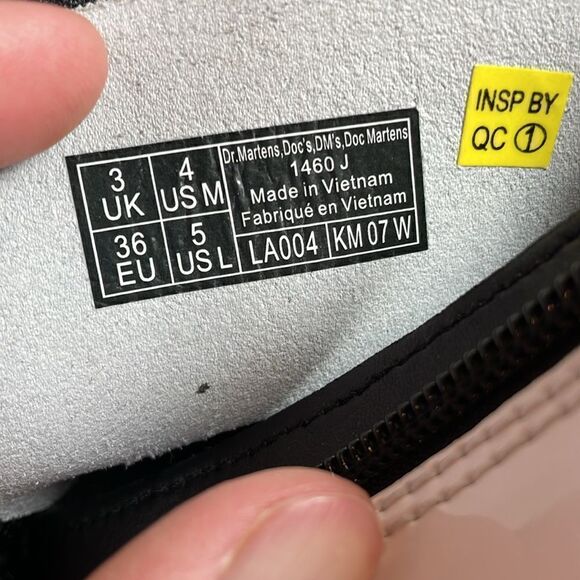 3
UK
4
US M
36
EU
5
US L
Dr.Martens,Doc's,DM's,Doc Martens
1460 J
Made in Vietnam
Fabriqué en Vietnam
LA004
KM 07 W
INSP BY
QC ①